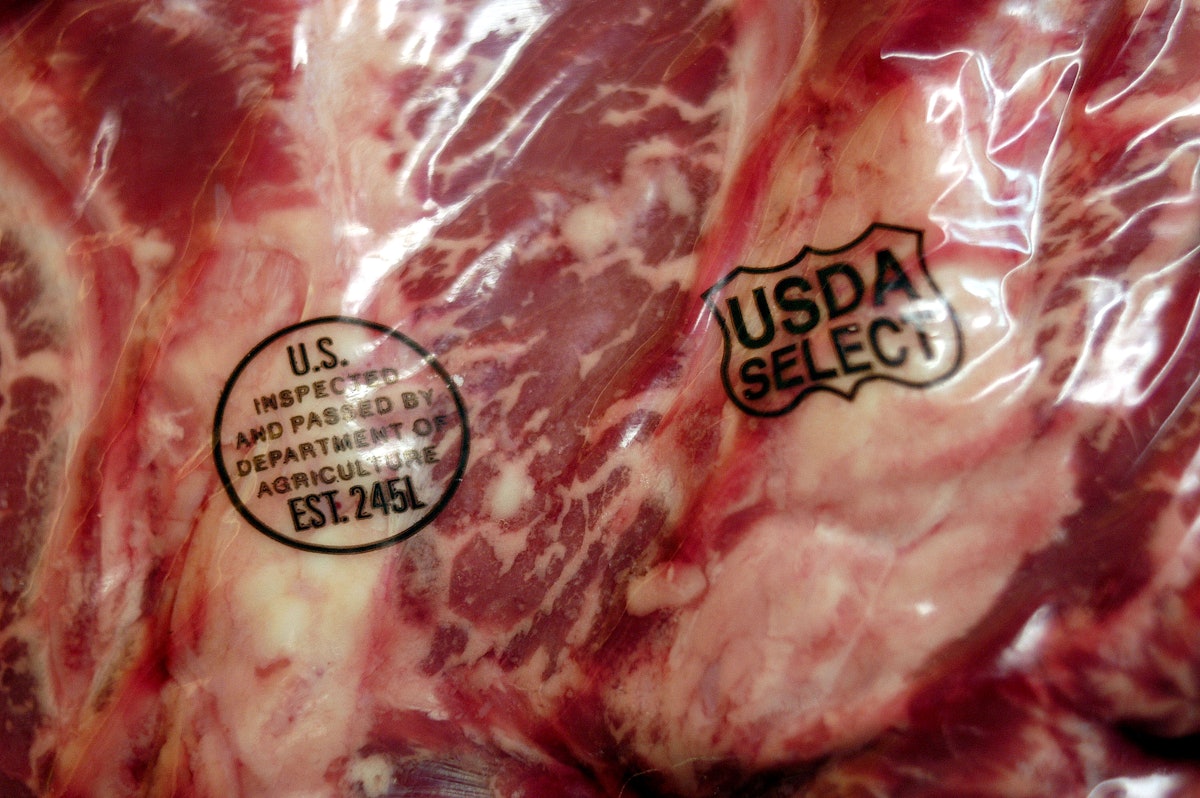 U.S.
INSPECTED
AND PASSED BY
DEPARTMENT OF
AGRICULTURE
EST. 245L
USDA
SELECT